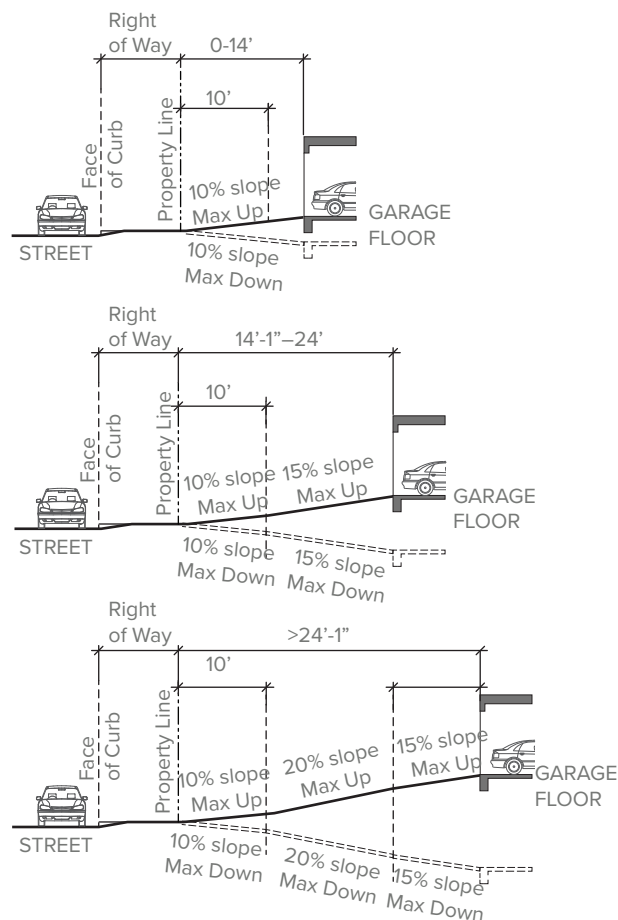 Right
of Way
0-14’
10’
Face
of Curb
Property Line
10% slope
Max Up
GARAGE
FLOOR
STREET
10% slope
Max Down
Right
of Way
14’-1”–24’
10’
Face
of Curb
Property Line
10% slope
Max Up
15% slope
Max Up
GARAGE
FLOOR
STREET
10% slope
Max Down
15% slope
Max Down
Right
of Way
>24’-1”
10’
Face
of Curb
Property Line
10% slope
Max Up
20% slope
Max Up
15% slope
Max Up
GARAGE
FLOOR
STREET
10% slope
Max Down
20% slope
Max Down
15% slope
Max Down